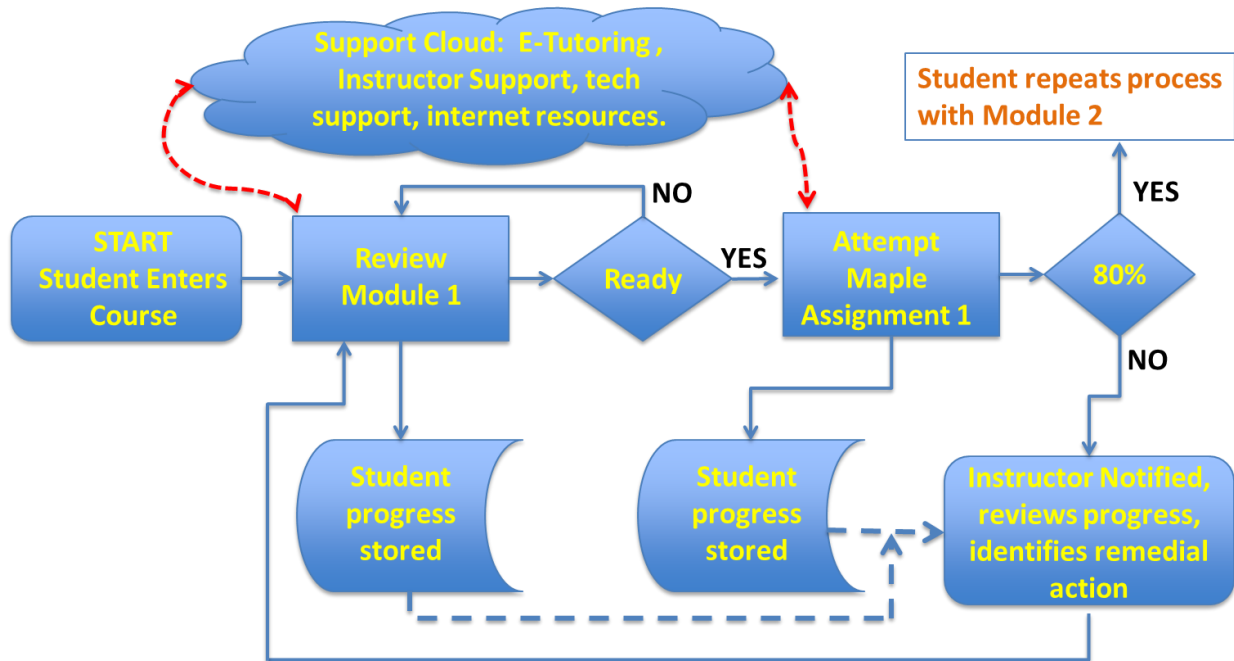 Support Cloud:  E-Tutoring ,
Instructor Support, tech
support, internet resources.
Student repeats process
with Module 2
NO
YES
START
Student Enters
Course
Review
Module 1
Ready
YES
Attempt
Maple
Assignment 1
80%
NO
Student
progress
stored
Student
progress
stored
Instructor Notified,
reviews progress,
identifies remedial
action